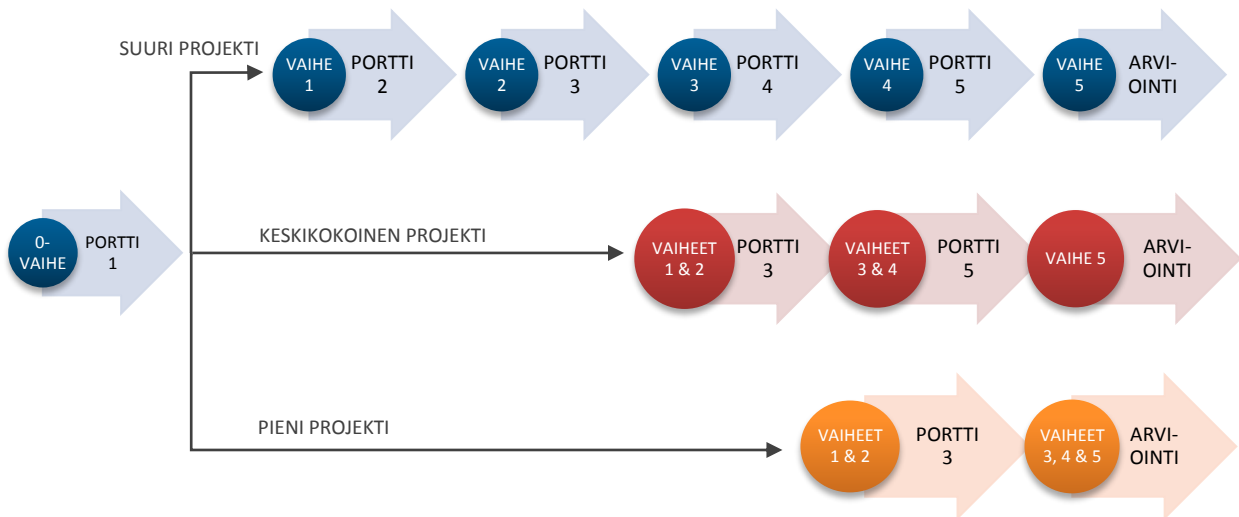 SUURI PROJEKTI
VAIHE
1
PORTTI
2
VAIHE
2
PORTTI
3
VAIHE
3
PORTTI
4
VAIHE
4
PORTTI
5
VAIHE
5
ARVI-
OINTI
0-
VAIHE
PORTTI
1
KESKIKOKOINEN PROJEKTI
VAIHEET
1 & 2
PORTTI
3
VAIHEET
3 & 4
PORTTI
5
VAIHE 5
ARVI-
OINTI
PIENI PROJEKTI
VAIHEET
1 & 2
PORTTI
3
VAIHEET
3, 4 & 5
ARVI-
OINTI